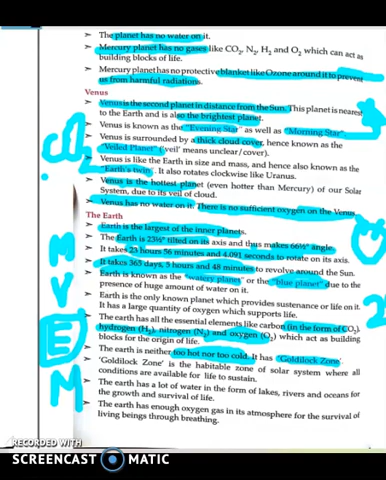 ➤ The planet has no water on it.
➤ Mercury planet has no gases like CO₂, N₂, H₂ and O₂ which can act as
building blocks of life.
➤ Mercury planet has no protective blanket like Ozone around it to prevent
us from harmful radiations.
Venus
➤ Venus is the second planet in distance from the Sun. This planet is nearest
to the Earth and is also the brightest planet.
➤ Venus is known as the "Evening Star" as well as "Morning Star"
➤ Venus is surrounded by a thick cloud cover, hence known as the
"Veiled Planet" ('veil' means unclear/cover).
➤ Venus is like the Earth in size and mass, and hence also known as the
"Earth's twin". It also rotates clockwise like Uranus.
➤ Venus is the hottest planet (even hotter than Mercury) of our Solar
System, due to its veil of cloud.
➤ Venus has no water on it. There is no sufficient oxygen on the Venus
The Earth
➤ Earth is the largest of the inner planets.
➤ The Earth is 23½° tilted on its axis and thus makes 66½° angle.
➤ It takes 23 hours 56 minutes and 4.091 seconds to rotate on its axis.
➤ It takes 365 days, 5 hours and 48 minutes to revolve around the Sun.
➤ Earth is known as the "watery planet" or the "blue planet" due to the
presence of huge amount of water on it.
➤ Earth is the only known planet which provides sustenance or life on it.
It has a large quantity of oxygen which supports life.
➤ The earth has all the essential elements like carbon (in the form of CO₂)
hydrogen (H₂), nitrogen (N₂) and oxygen (O₂) which act as building
blocks for the origin of life.
➤ The earth is neither too hot nor too cold. It has "Goldilock Zone".
➤ 'Goldilock Zone' is the habitable zone of solar system where all
conditions are available for life to sustain.
➤ The earth has a lot of water in the form of lakes, rivers and oceans for
the growth and survival of life.
➤ The earth has enough oxygen gas in its atmosphere for the survival of
living beings through breathing.
M
V
E
M
2
RECORDED WITH
SCREENCAST MATIC